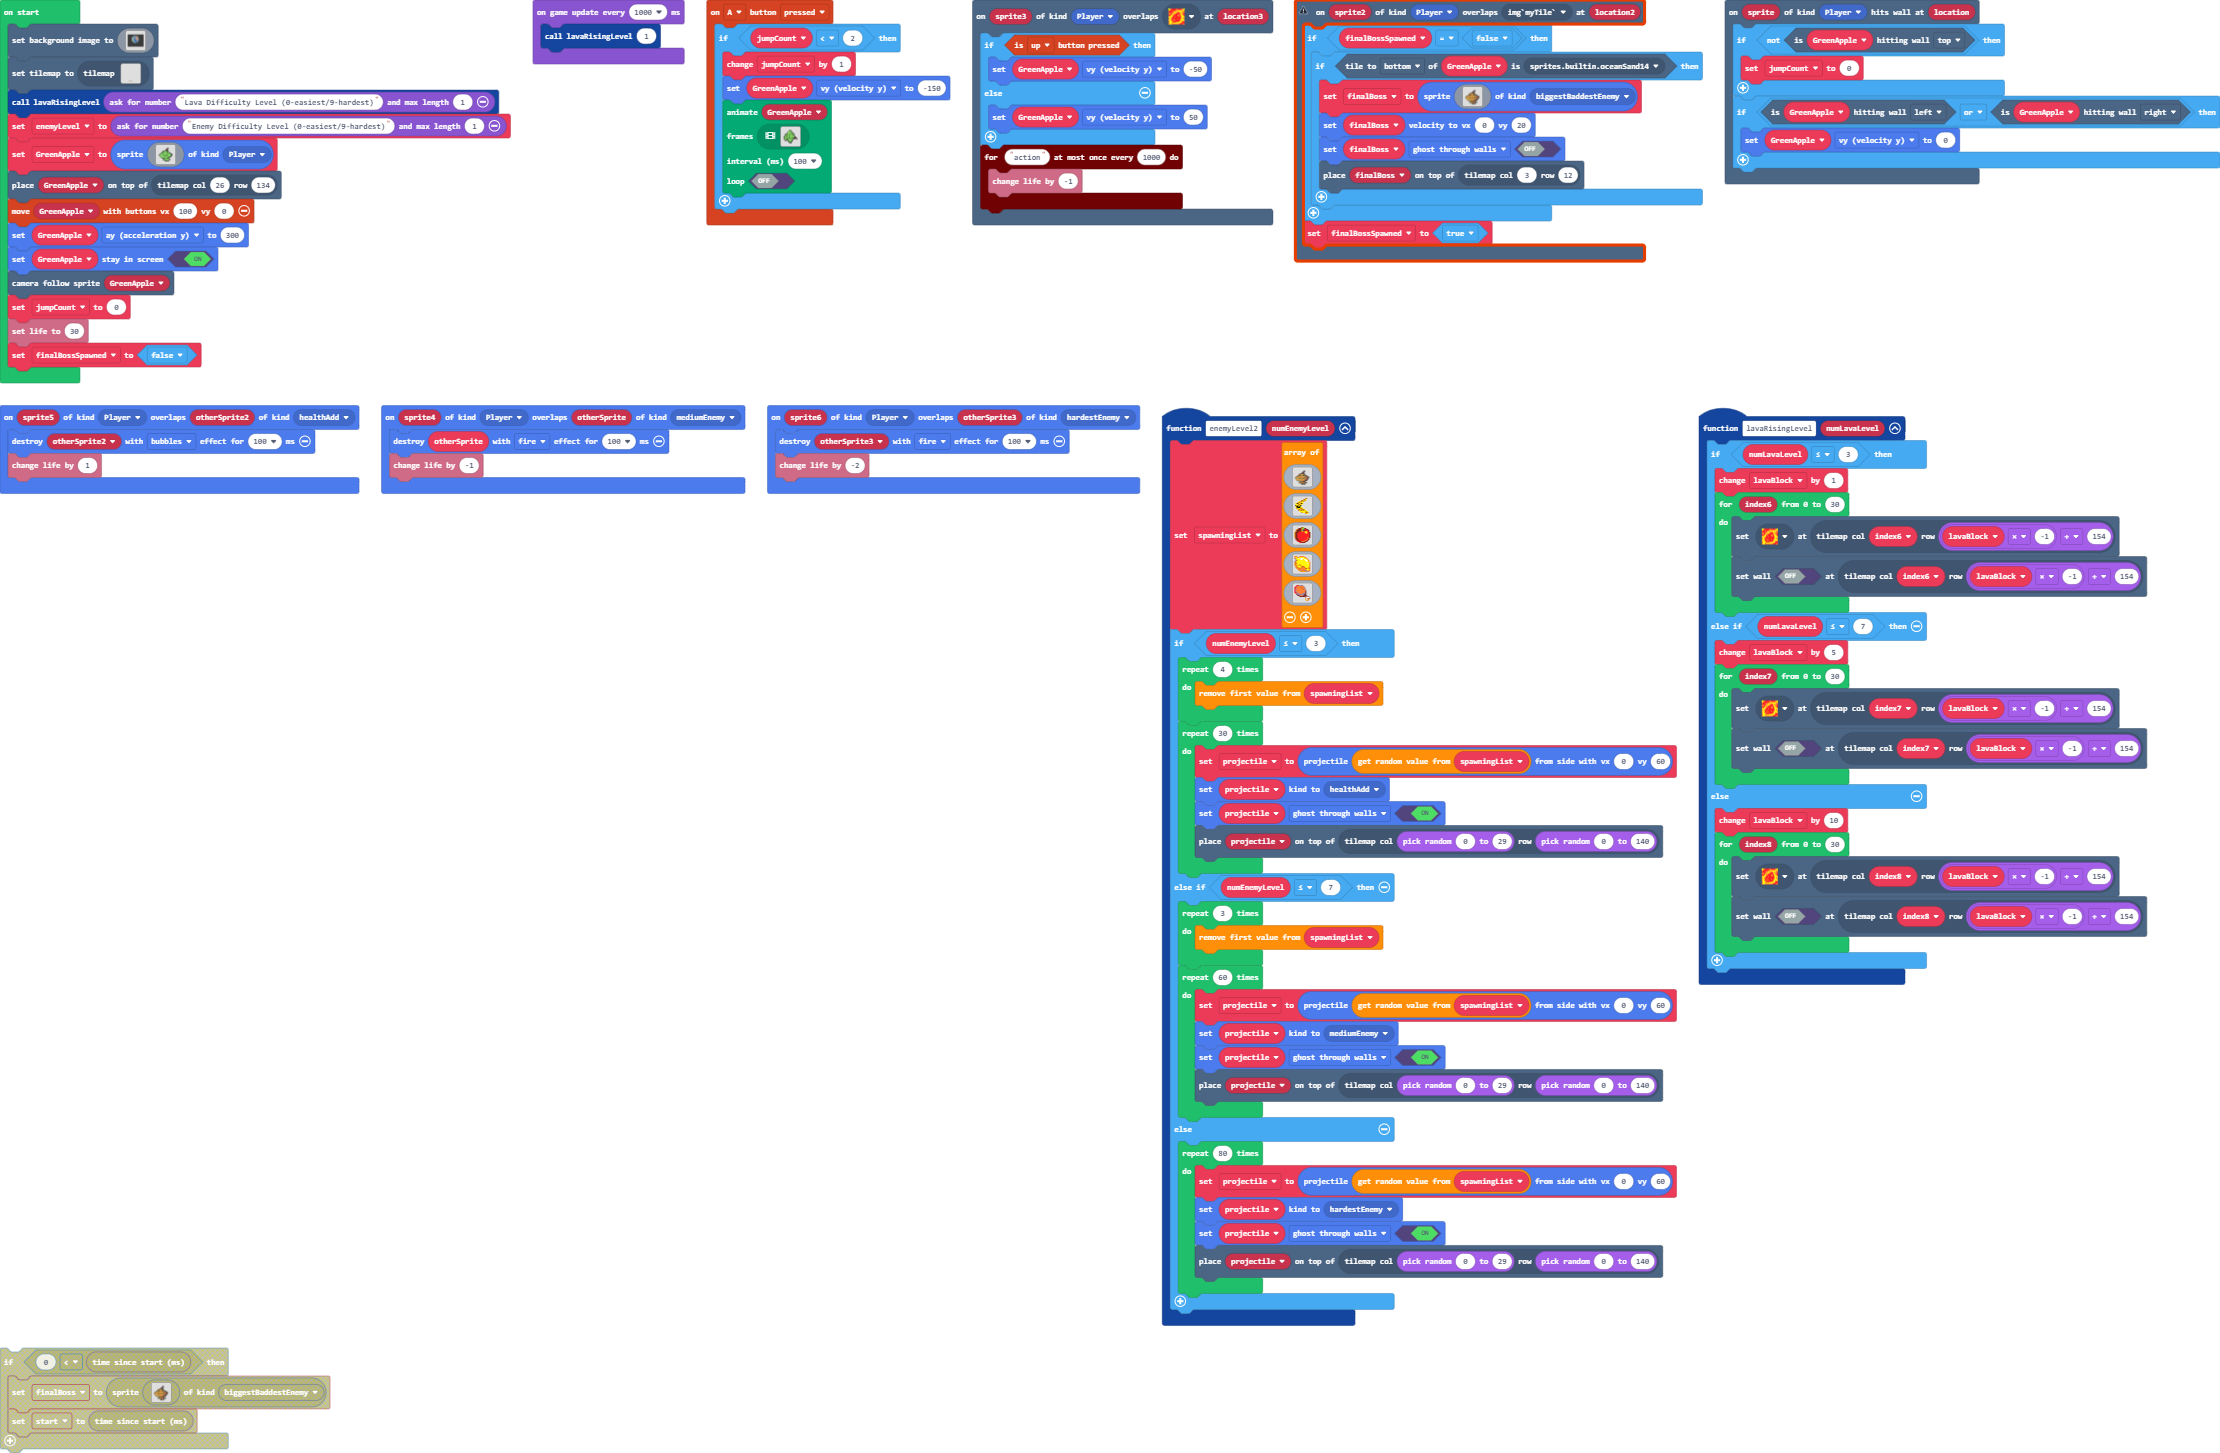 on start
set background image to
set tilemap to tilemap
call lavaRisingLevel ask for number "Lava Difficulty Level (0-easiest/9-hardest)" and max length 1
set enemyLevel to ask for number "Enemy Difficulty Level (0-easiest/9-hardest)" and max length 1
set GreenApple to sprite of kind Player
place GreenApple on top of tilemap col 26 row 134
move GreenApple with buttons vx 100 vy 0
set GreenApple ay (acceleration y) to 300
set GreenApple stay in screen ON
camera follow sprite GreenApple
set jumpCount to 0
set life to 30
set finalBossSpawned to false
on game update every 1000 ms
call lavaRisingLevel 1
on A button pressed
if jumpCount < 2 then
change jumpCount by 1
set GreenApple vy (velocity y) to -150
animate GreenApple
frames
interval (ms) 100
loop OFF
on sprite3 of kind Player overlaps at location3
if is up button pressed then
set GreenApple vy (velocity y) to -50
else
set GreenApple vy (velocity y) to 50
for "action" at most once every 1000 do
change life by -1
on sprite2 of kind Player overlaps img`myTile` at location2
if finalBossSpawned = false then
if tile to bottom of GreenApple is sprites.builtin.oceanSand14 then
set finalBoss to sprite of kind biggestBaddestEnemy
set finalBoss velocity to vx 0 vy 20
set finalBoss ghost through walls OFF
place finalBoss on top of tilemap col 3 row 12
set finalBossSpawned to true
on sprite of kind Player hits wall at location
if not is GreenApple hitting wall top then
set jumpCount to 0
if is GreenApple hitting wall left or is GreenApple hitting wall right then
set GreenApple vy (velocity y) to 0
on sprite5 of kind Player overlaps otherSprite2 of kind healthAdd
destroy otherSprite2 with bubbles effect for 100 ms
change life by 1
on sprite4 of kind Player overlaps otherSprite of kind mediumEnemy
destroy otherSprite with fire effect for 100 ms
change life by -1
on sprite6 of kind Player overlaps otherSprite3 of kind hardestEnemy
destroy otherSprite3 with fire effect for 100 ms
change life by -2
function enemyLevel2 numEnemyLevel
array of
set spawningList to
if numEnemyLevel ≤ 3 then
repeat 4 times
do remove first value from spawningList
repeat 30 times
do set projectile to projectile get random value from spawningList from side with vx 0 vy 60
set projectile kind to healthAdd
set projectile ghost through walls ON
place projectile on top of tilemap col pick random 0 to 29 row pick random 0 to 140
else if numEnemyLevel ≤ 7 then
repeat 3 times
do remove first value from spawningList
repeat 60 times
do set projectile to projectile get random value from spawningList from side with vx 0 vy 60
set projectile kind to mediumEnemy
set projectile ghost through walls ON
place projectile on top of tilemap col pick random 0 to 29 row pick random 0 to 140
else
repeat 80 times
do set projectile to projectile get random value from spawningList from side with vx 0 vy 60
set projectile kind to hardestEnemy
set projectile ghost through walls ON
place projectile on top of tilemap col pick random 0 to 29 row pick random 0 to 140
function lavaRisingLevel numLavaLevel
if numLavaLevel ≤ 3 then
change lavaBlock by 1
for index6 from 0 to 30
do set at tilemap col index6 row lavaBlock × -1 + 154
set wall OFF at tilemap col index6 row lavaBlock × -1 + 154
else if numLavaLevel ≤ 7 then
change lavaBlock by 5
for index7 from 0 to 30
do set at tilemap col index7 row lavaBlock × -1 + 154
set wall OFF at tilemap col index7 row lavaBlock × -1 + 154
else
change lavaBlock by 10
for index8 from 0 to 30
do set at tilemap col index8 row lavaBlock × -1 + 154
set wall OFF at tilemap col index8 row lavaBlock × -1 + 154
if 0 < time since start (ms) then
set finalBoss to sprite of kind biggestBaddestEnemy
set start to time since start (ms)